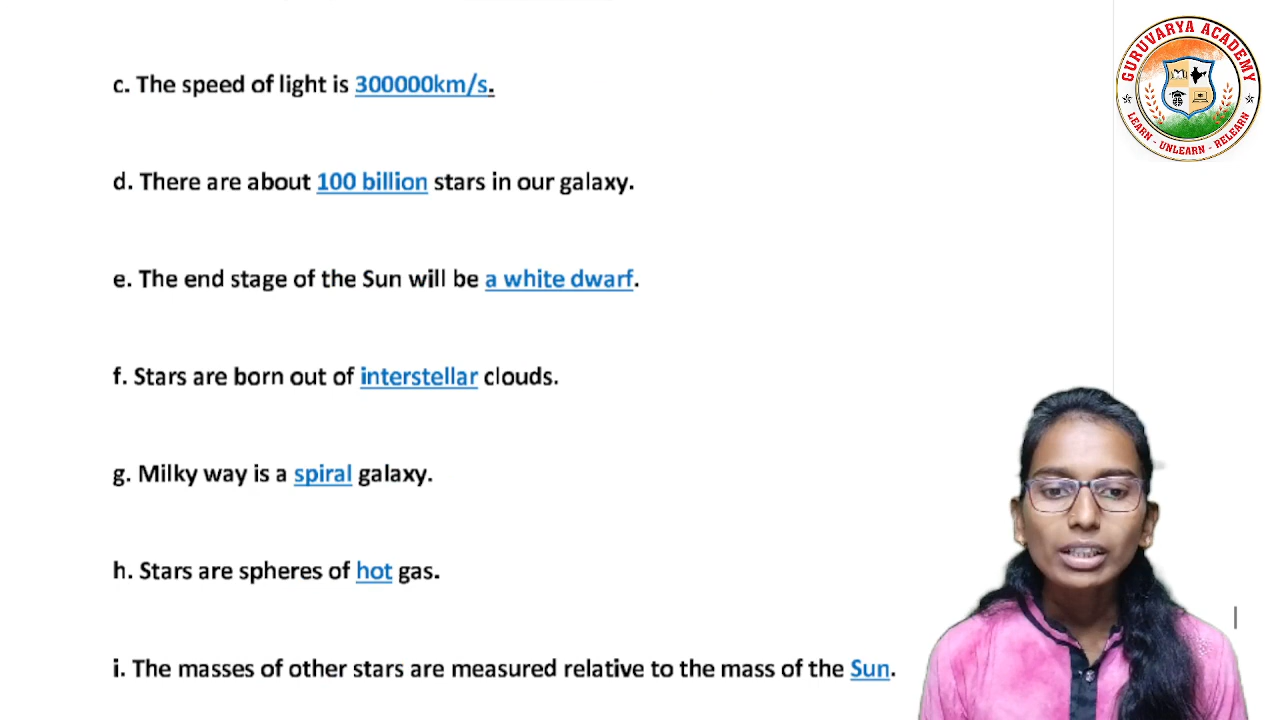 GURUVARYA ACADEMY
LEARN - UNLEARN - RELEARN
c. The speed of light is 300000km/s.
d. There are about 100 billion stars in our galaxy.
e. The end stage of the Sun will be a white dwarf.
f. Stars are born out of interstellar clouds.
g. Milky way is a spiral galaxy.
h. Stars are spheres of hot gas.
i. The masses of other stars are measured relative to the mass of the Sun.